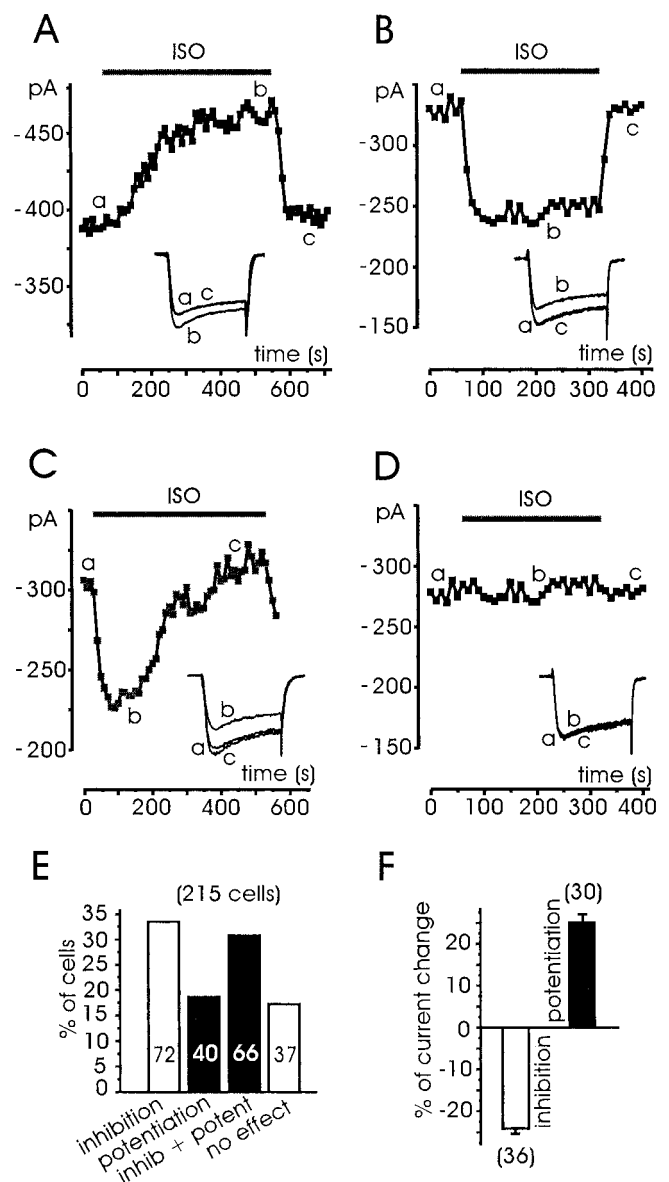 A
ISO
pA
-450
-400
-350
a
b
c
a c
b
time (s)
0 200 400 600
B
ISO
pA
-300
-250
-200
-150
a
b
c
b
a c
time (s)
0 100 200 300 400
C
ISO
pA
-300
-250
-200
a
b
c
b
a c
time (s)
0 200 400 600
D
ISO
pA
-300
-250
-200
-150
a
b
c
b
a c
time (s)
0 100 200 300 400
E
(215 cells)
% of cells
35
30
25
20
15
10
5
0
72 40 66 37
inhibition
potentiation
inhib + potent
no effect
F
(30)
% of current change
20
10
0
-10
-20
potentiation
inhibition
(36)